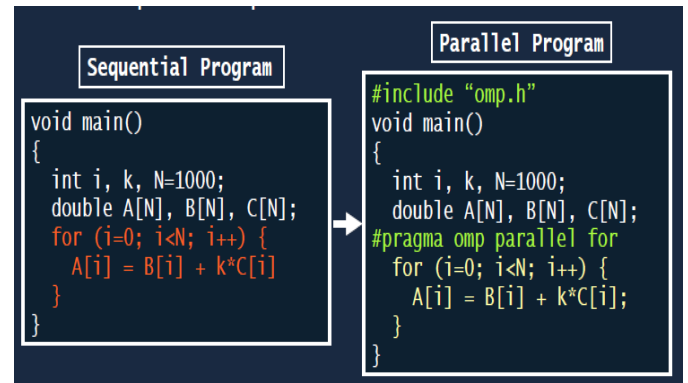 Sequential Program
void main()
{
int i, k, N=1000;
double A[N], B[N], C[N];
for (i=0; i<N; i++) {
A[i] = B[i] + k*C[i]
}
}
Parallel Program
#include “omp.h”
void main()
{
int i, k, N=1000;
double A[N], B[N], C[N];
#pragma omp parallel for
for (i=0; i<N; i++) {
A[i] = B[i] + k*C[i];
}
}